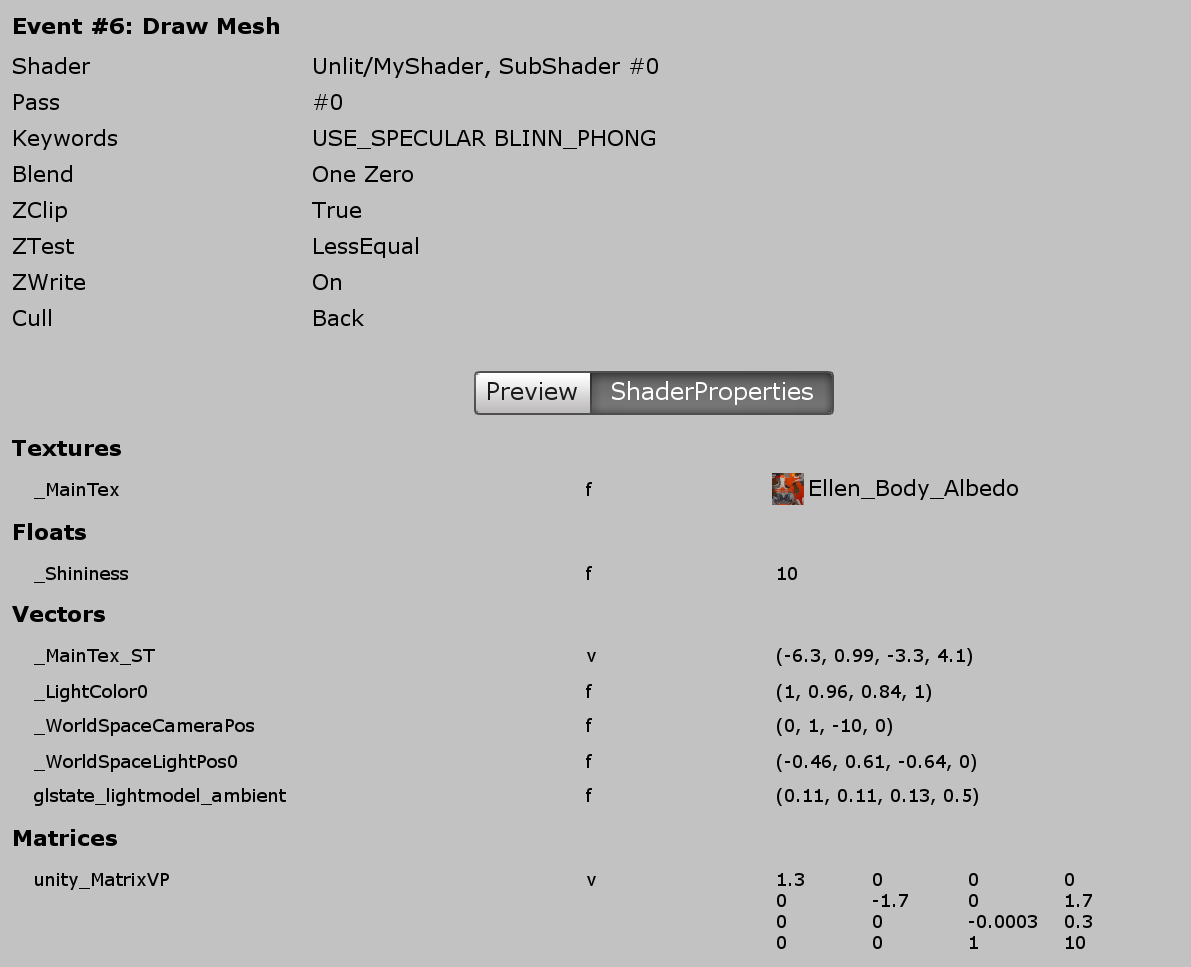 Event #6: Draw Mesh
Shader Unlit/MyShader, SubShader #0
Pass #0
Keywords USE_SPECULAR BLINN_PHONG
Blend One Zero
ZClip True
ZTest LessEqual
ZWrite On
Cull Back
Preview ShaderProperties
Textures
_MainTex f Ellen_Body_Albedo
Floats
_Shininess f 10
Vectors
_MainTex_ST v (-6.3, 0.99, -3.3, 4.1)
_LightColor0 f (1, 0.96, 0.84, 1)
_WorldSpaceCameraPos f (0, 1, -10, 0)
_WorldSpaceLightPos0 f (-0.46, 0.61, -0.64, 0)
glstate_lightmodel_ambient f (0.11, 0.11, 0.13, 0.5)
Matrices
unity_MatrixVP v 1.3 0 0 0
0 -1.7 0 1.7
0 0 -0.0003 0.3
0 0 1 10